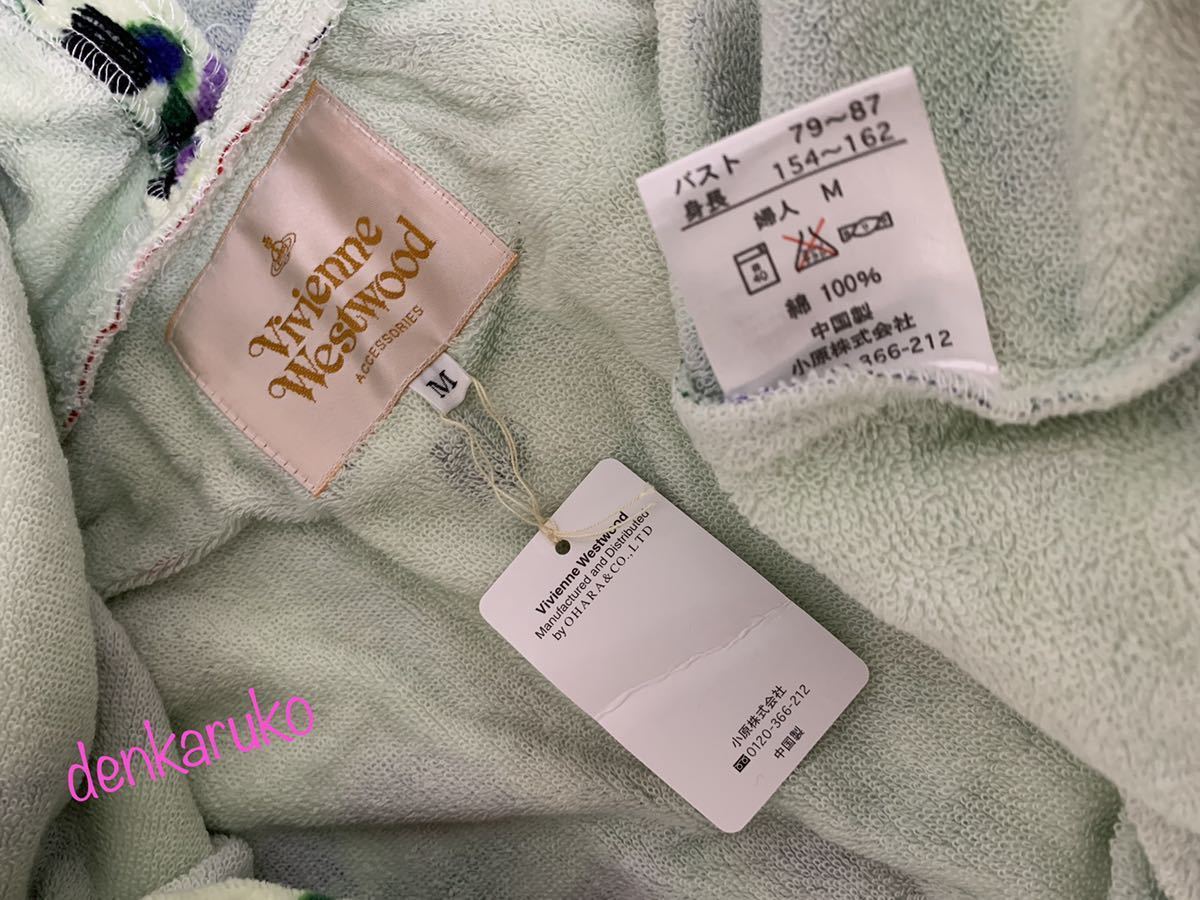 Vivienne
Westwood
ACCESSORIES
M
バスト 79~87
身長 154~162
婦人 M
綿 100%
中国製
小原株式会社
366-212
Vivienne Westwood
Manufactured and Distributed
by OHARA&CO.,LTD
小原株式会社
0120-366-212
中国製
denkaruko